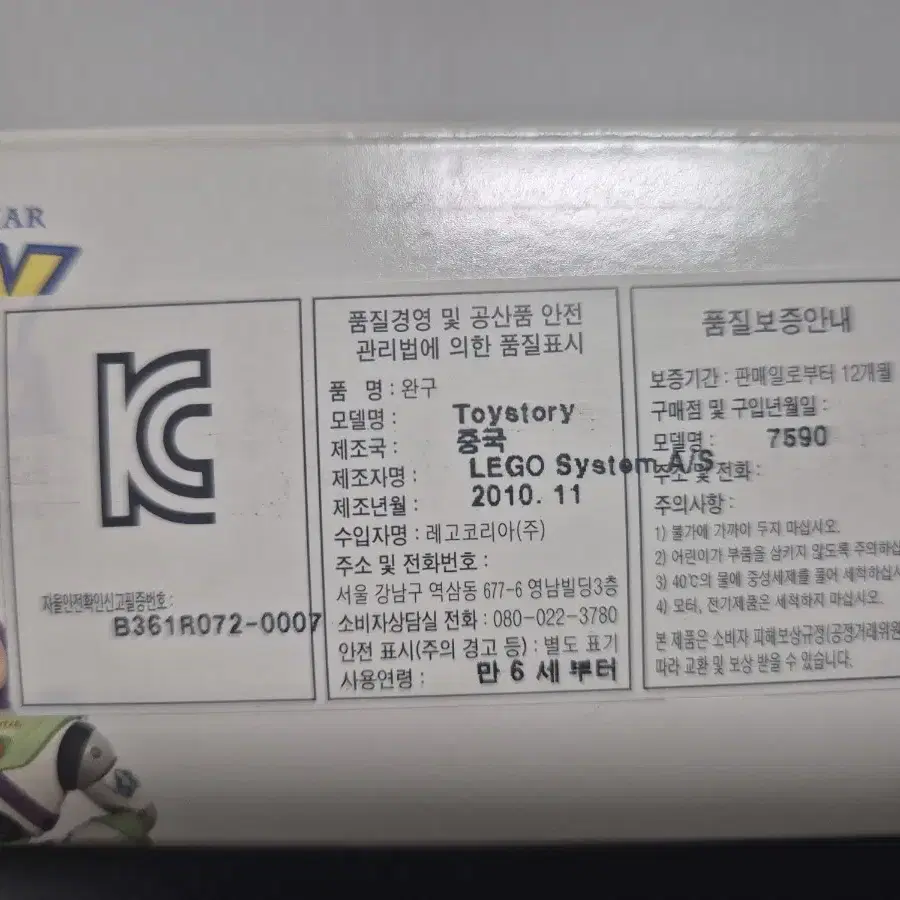 AR
KC
자율안전확인신고필증번호 :
B361R072-0007
품질경영 및 공산품 안전
관리법에 의한 품질표시
품 명 : 완구
모델명 : Toystory
제조국 : 중국
제조자명 : LEGO System A/S
제조년월 : 2010. 11
수입자명 : 레고코리아(주)
주소 및 전화번호 :
서울 강남구 역삼동 677-6 영남빌딩3층
소비자상담실 전화 : 080-022-3780
안전 표시(주의 경고 등) : 별도 표기
사용연령 : 만 6 세 부터
품질보증안내
보증기간 : 판매일로부터 12개월
구매점 및 구입년월일 :
모델명 : 7590
주소 및 전화 :
주의사항 :
1) 불가에 가까이 두지 마십시오.
2) 어린이가 부품을 삼키지 않도록 주의하십
3) 40℃의 물에 중성세제를 풀어 세척하십시
4) 모터, 전기제품은 세척하지 마십시오.
본 제품은 소비자 피해보상규정(공정거래위원
따라 교환 및 보상 받을 수 있습니다.